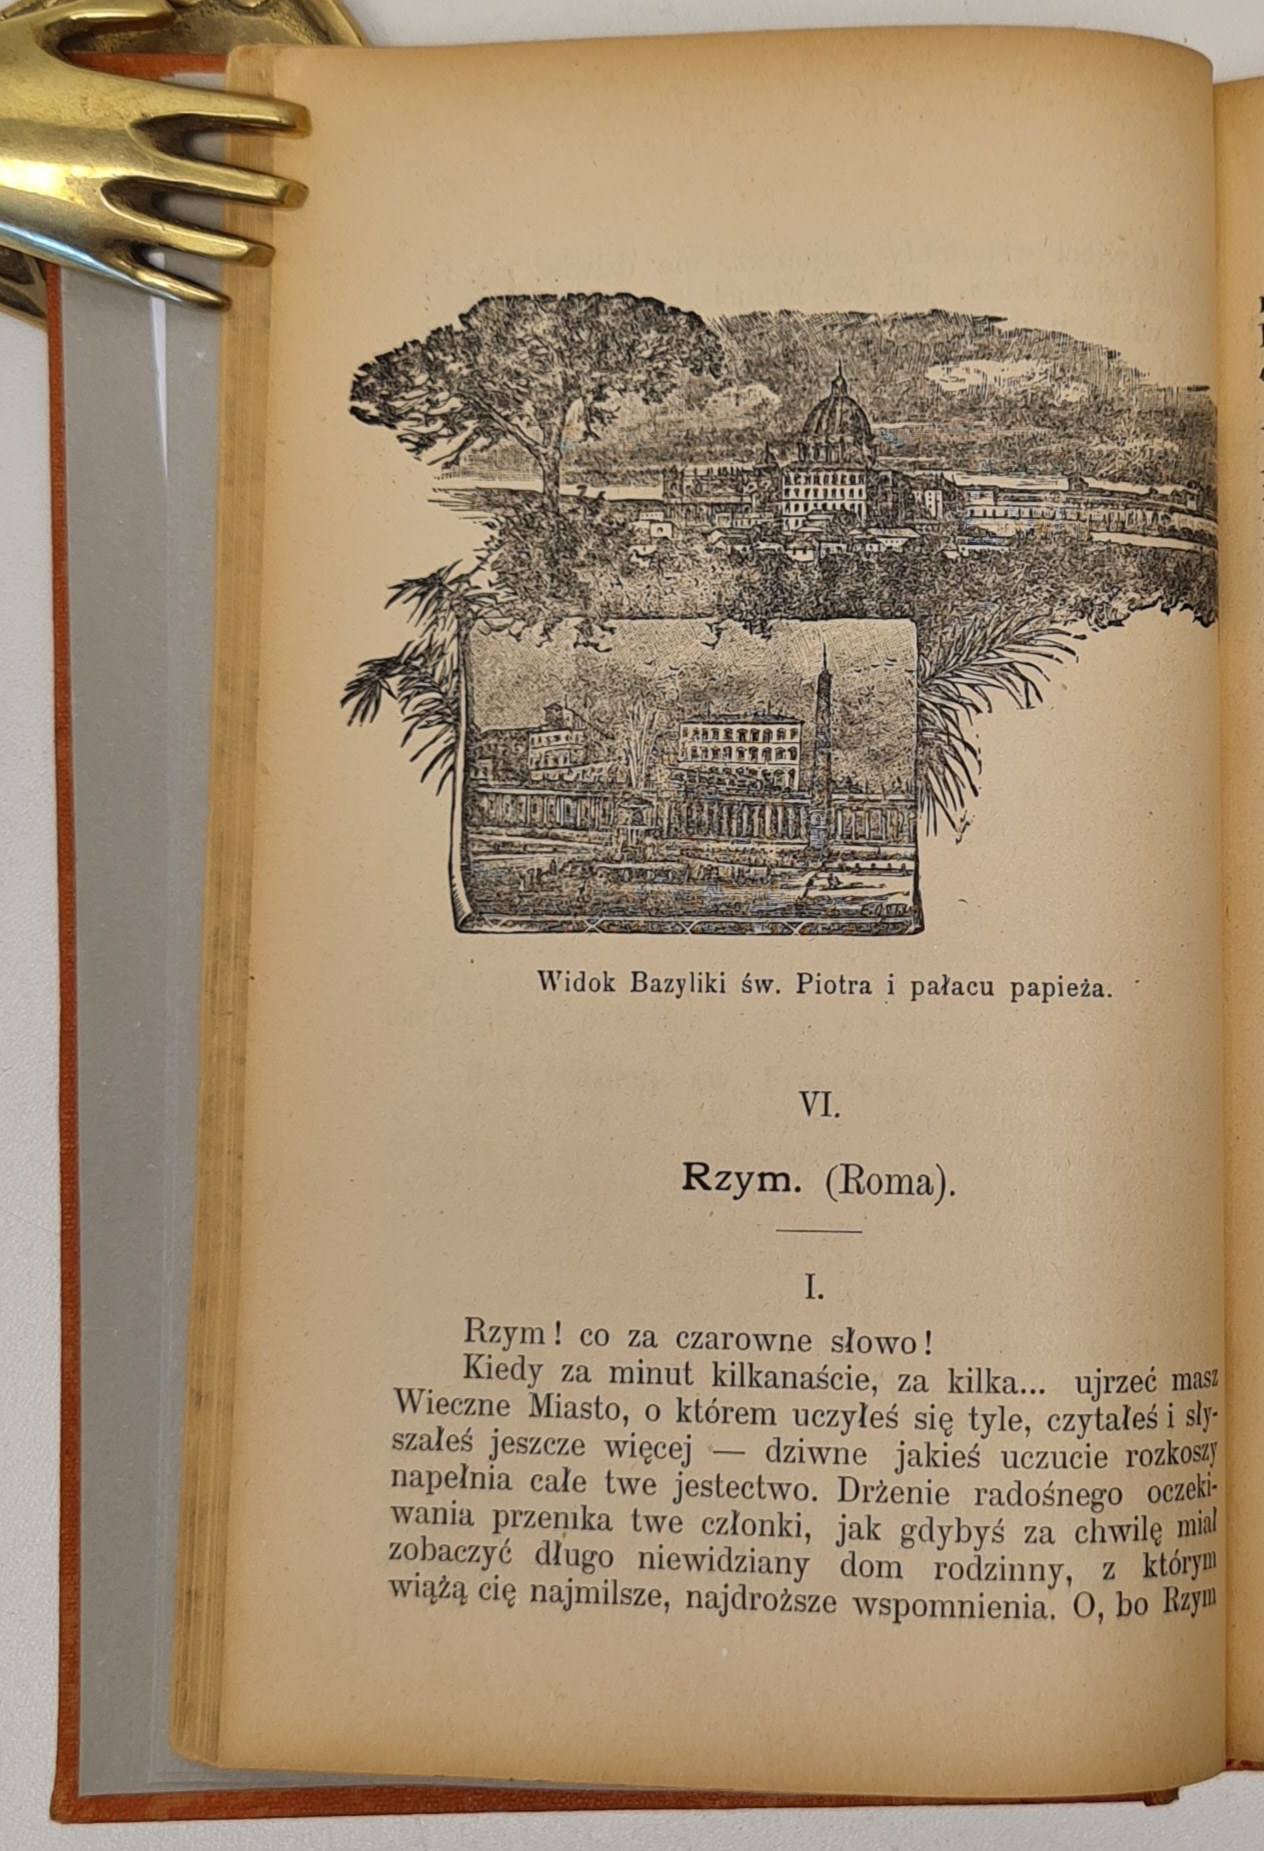 Widok Bazyliki św. Piotra i pałacu papieża.
VI.
Rzym. (Roma).
I.
Rzym! co za czarowne słowo!
Kiedy za minut kilkanaście, za kilka... ujrzeć masz
Wieczne Miasto, o którem uczyłeś się tyle, czytałeś i sły-
szałeś jeszcze więcej — dziwne jakieś uczucie rozkoszy
napełnia całe twe jestectwo. Drżenie radośnego oczeki-
wania przenika twe członki, jak gdybyś za chwilę miał
zobaczyć długo niewidziany dom rodzinny, z którym
wiążą cię najmilsze, najdroższe wspomnienia. O, bo Rzym